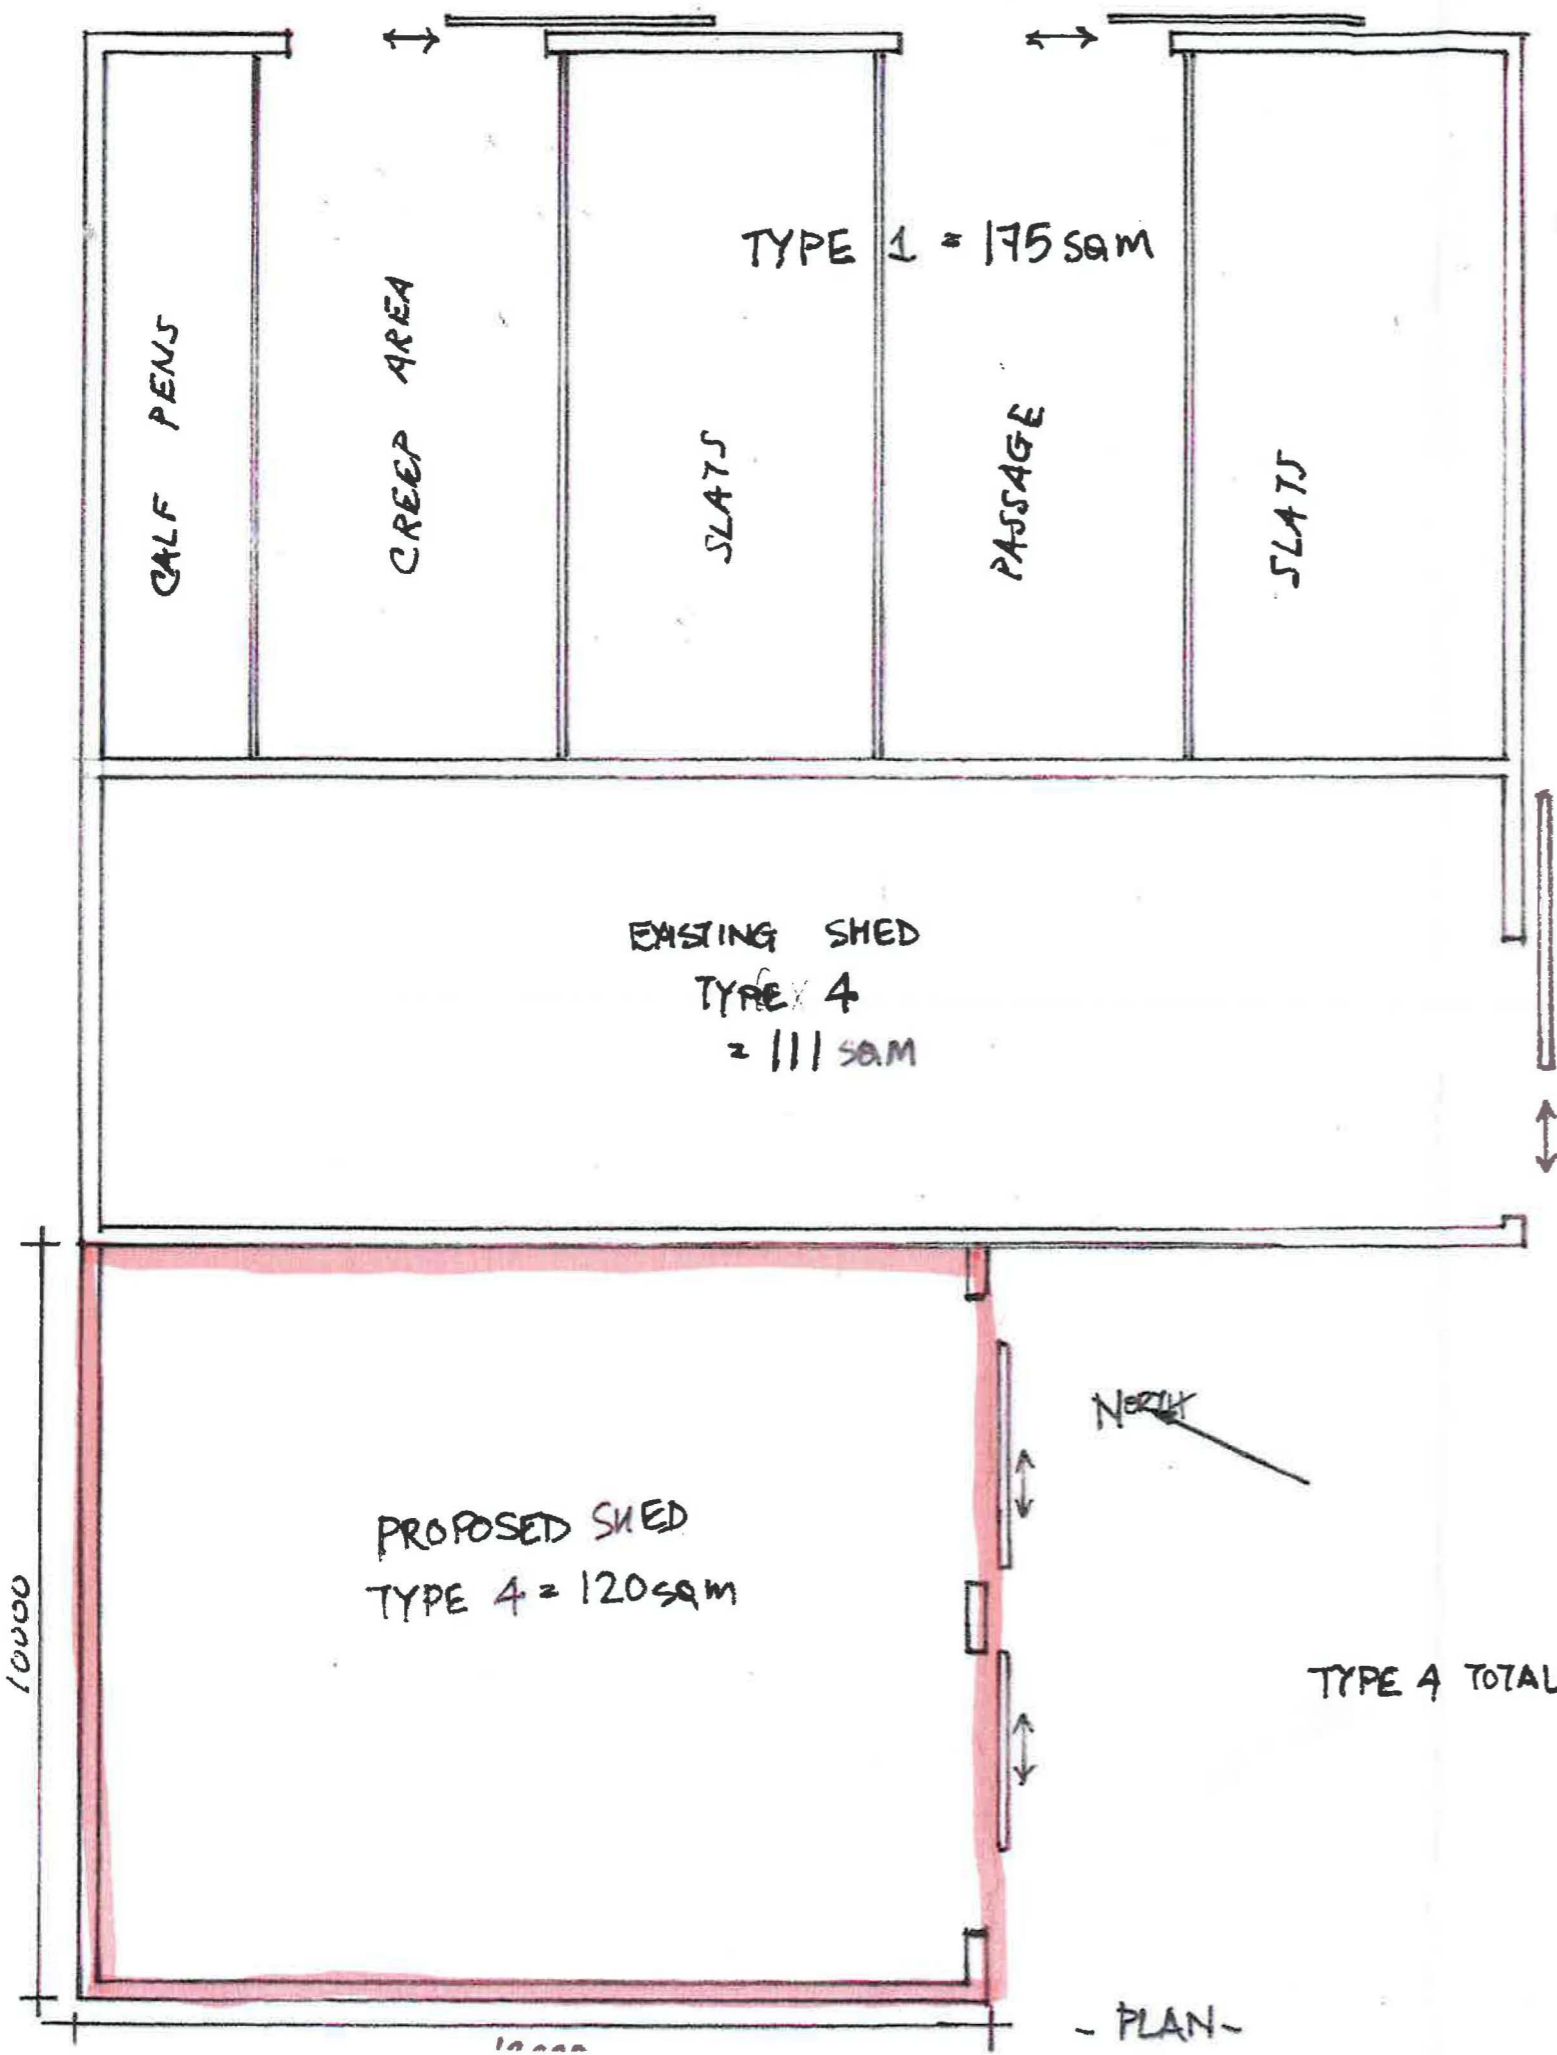 TYPE 1 = 175 sqm
CALF PENS
CREEP AREA
SLATS
PASSAGE
SLATS
EXISTING SHED
TYPE 4
= 111 sqm
NORTH
PROPOSED SHED
TYPE 4 = 120 sqm
10000
TYPE 4 TOTAL
- PLAN -